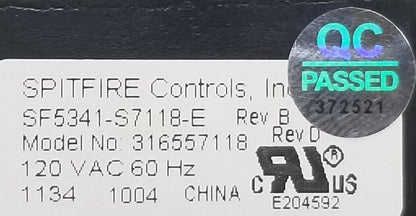 QC
PASSED
372521
SPITFIRE Controls, Inc
SF5341-S7118-E Rev B
Model No: 316557118 Rev D
120 VAC 60 Hz
c RU® US
1134 1004 CHINA E204592